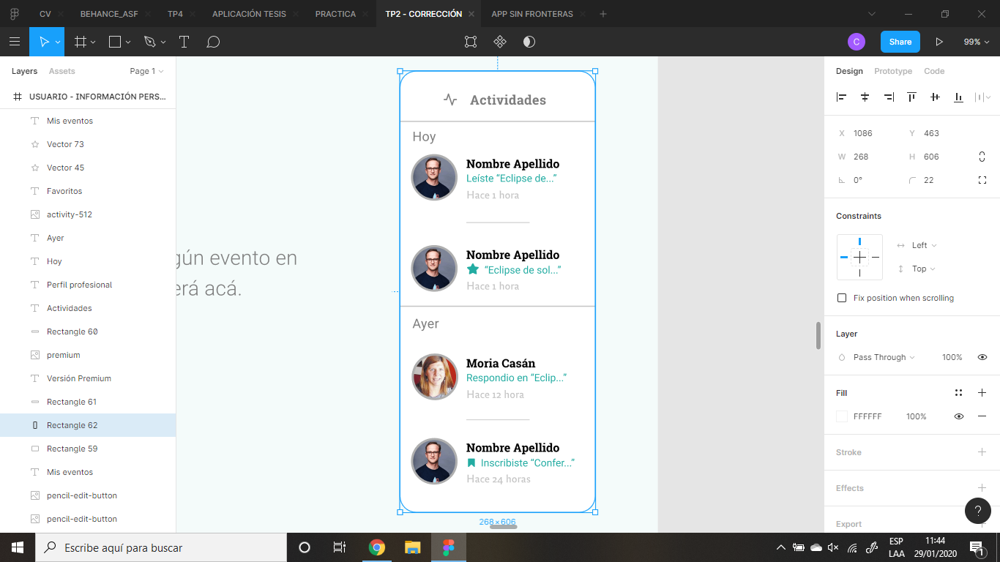 CV
BEHANCE_ASF
TP4
APLICACIÓN TESIS
PRACTICA
TP2 - CORRECCIÓN
APP SIN FRONTERAS
C
Share
99%
Layers
Assets
Page 1
USUARIO - INFORMACIÓN PERS...
Mis eventos
Vector 73
Vector 45
Favoritos
activity-512
Ayer
Hoy
Perfil profesional
Actividades
Rectangle 60
premium
Versión Premium
Rectangle 61
Rectangle 62
Rectangle 59
Mis eventos
pencil-edit-button
pencil-edit-button
gún evento en
erá acá.
Actividades
Hoy
Nombre Apellido
Leíste “Eclipse de...”
Hace 1 hora
Nombre Apellido
“Eclipse de sol...”
Hace 1 hora
Ayer
Moria Casán
Respondio en “Eclip...”
Hace 12 hora
Nombre Apellido
Inscribiste “Confer...”
Hace 24 horas
268×606
Design
Prototype
Code
X 1086
Y 463
W 268
H 606
0°
22
Constraints
Left
Top
Fix position when scrolling
Layer
Pass Through
100%
Fill
FFFFFF
100%
Stroke
Effects
Export
?
Escribe aquí para buscar
ESP
LAA
11:44
29/01/2020
1